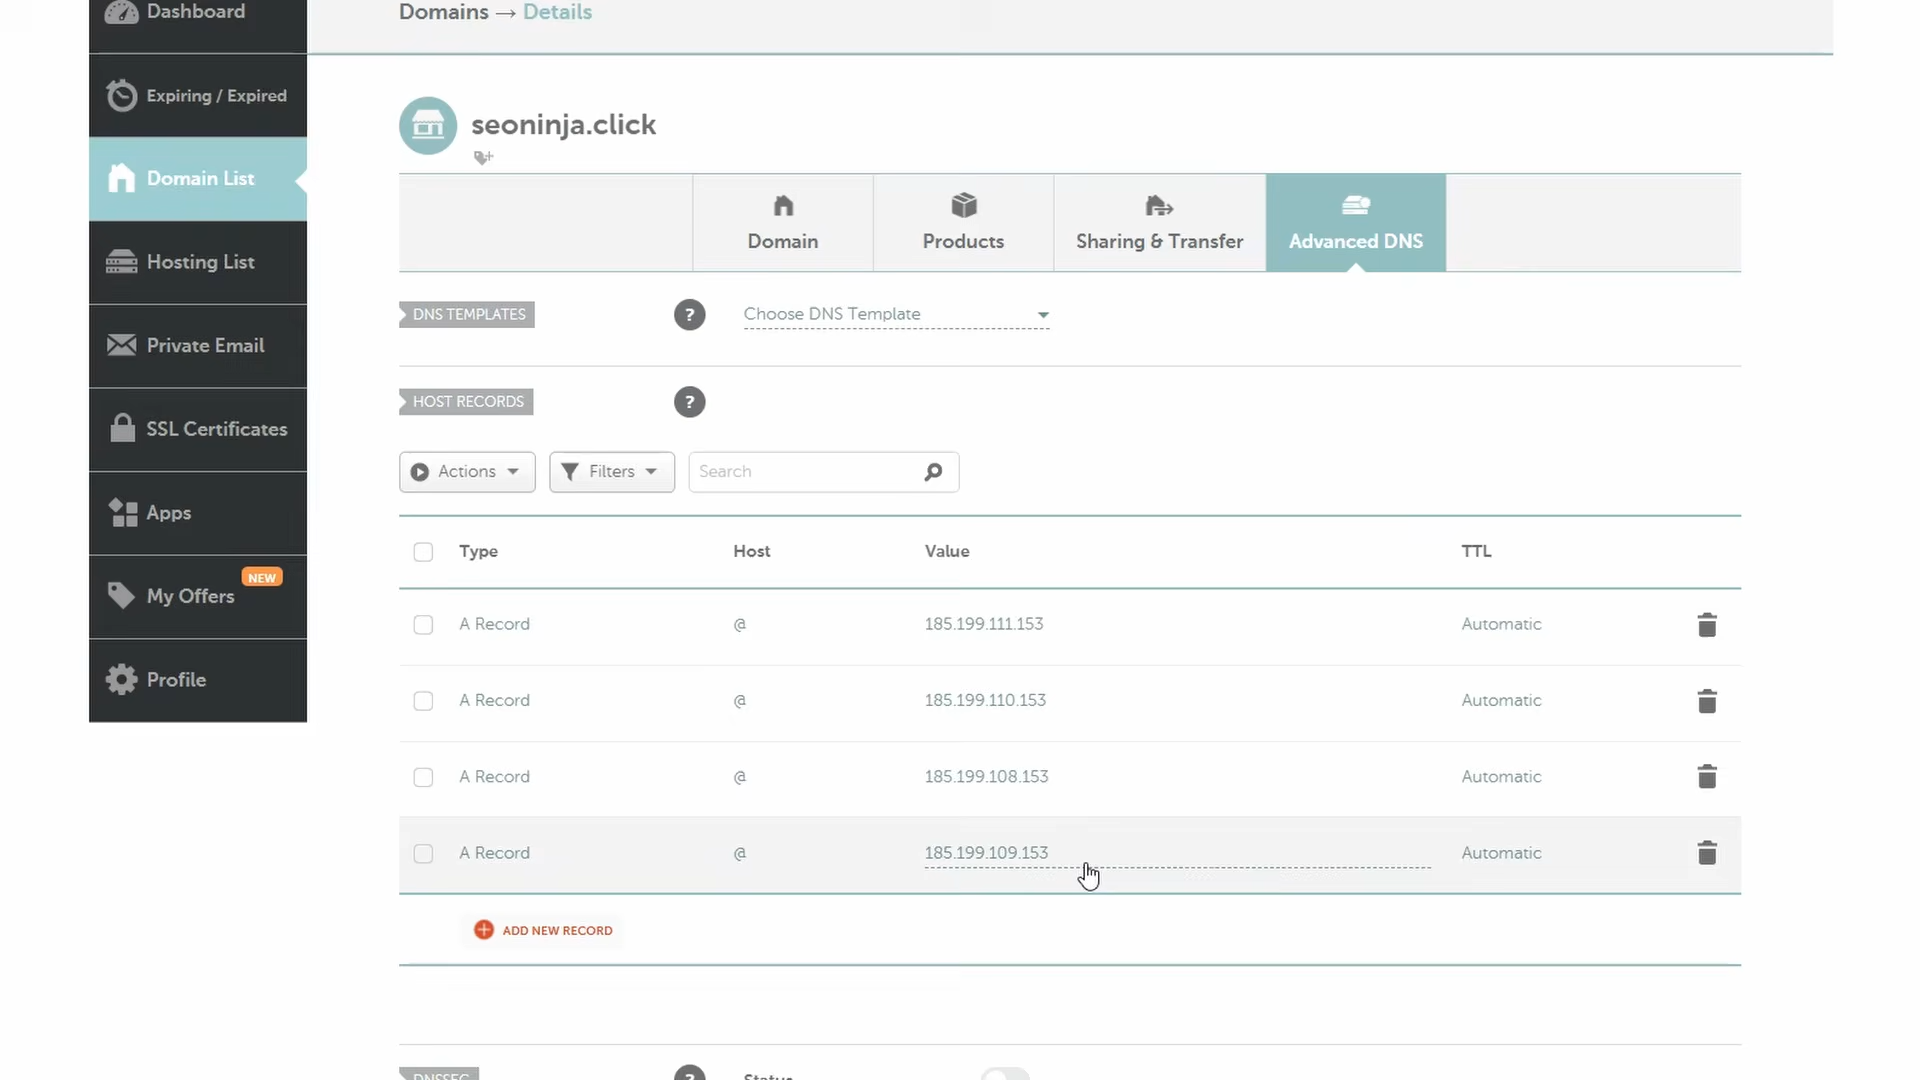 Dashboard
Domains → Details
Expiring / Expired
Domain List
Hosting List
Private Email
SSL Certificates
Apps
My Offers
NEW
Profile
seoninja.click
Domain
Products
Sharing & Transfer
Advanced DNS
DNS TEMPLATES
?
Choose DNS Template
HOST RECORDS
?
Actions
Filters
Search
Type Host Value TTL
A Record @ 185.199.111.153 Automatic
A Record @ 185.199.110.153 Automatic
A Record @ 185.199.108.153 Automatic
A Record @ 185.199.109.153 Automatic
ADD NEW RECORD
DNSSEC
?
Status